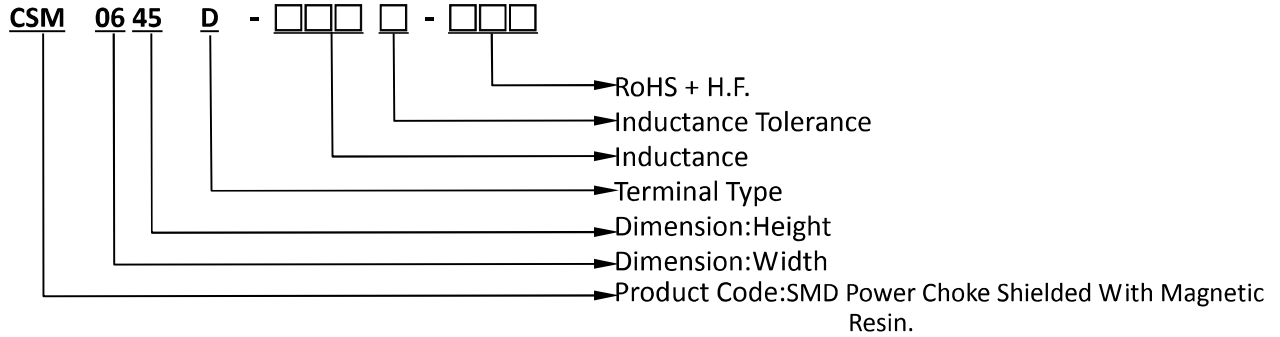 CSM 06 45 D - □□□ □ - □□□
RoHS + H.F.
Inductance Tolerance
Inductance
Terminal Type
Dimension:Height
Dimension:Width
Product Code:SMD Power Choke Shielded With Magnetic
Resin.